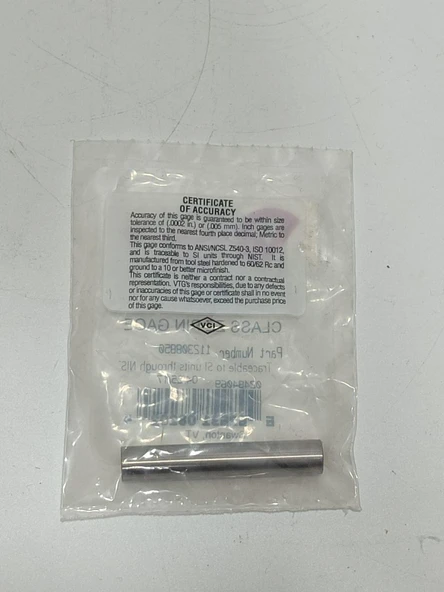 CERTIFICATE
OF ACCURACY
Accuracy of this gage is guaranteed to be within size
tolerance of (.0002 in.) or (.005 mm). Inch gages are
inspected to the nearest fourth place decimal; Metric to
the nearest third.
This gage conforms to ANSI/NCSL Z540-3, ISO 10012,
and is traceable to SI units through NIST. It is
manufactured from tool steel hardened to 60/62 Rc and
ground to a 10 or better microfinish.
This certificate is neither a contract nor a contractual
representation. VTG's responsibilities, due to any defects
or inaccuracies of this gage or certificate shall in no event
nor for any cause whatsoever, exceed the purchase price
of this gage.
CLASS PIN GAGE
VCI
Part Number 112308850
Traceable to SI units through NIS
Swanton, VT